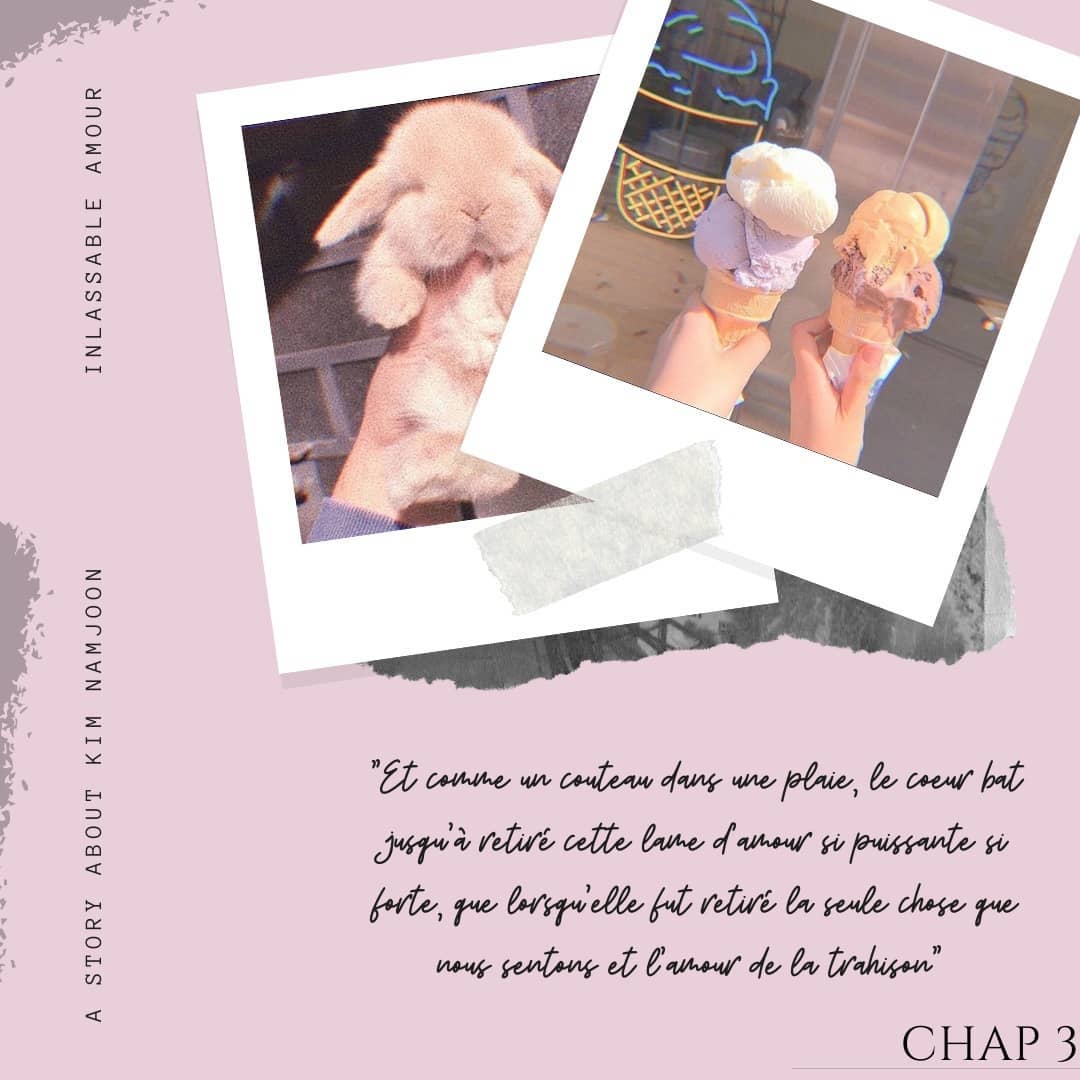 INLASSABLE AMOUR
A STORY ABOUT KIM NAMJOON
"Et comme un couteau dans une plaie, le coeur bat
jusqu'à retiré cette lame d'amour si puissante si
forte, que lorsqu'elle fut retiré la seule chose que
nous sentons et l'amour de la trahison"
CHAP 3